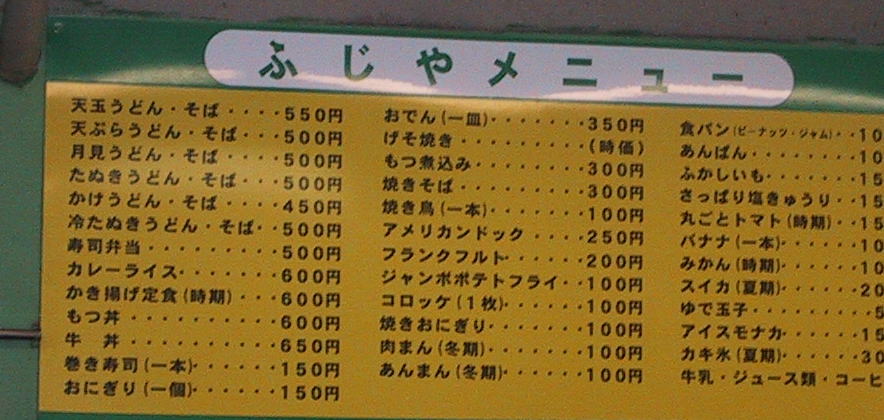 ふじやメニュー
天玉うどん・そば・・・・550円
天ぷらうどん・そば・・・500円
月見うどん・そば・・・・500円
たぬきうどん・そば・・・500円
かけうどん・そば・・・・450円
冷たぬきうどん・そば・・500円
寿司弁当・・・・・・・・500円
カレーライス・・・・・・・600円
かき揚げ定食(時期)・・・600円
もつ丼・・・・・・・・・・600円
牛 丼・・・・・・・・・・650円
巻き寿司(一本)・・・・・150円
おにぎり(一個)・・・・・150円
おでん(一皿)・・・・・・・350円
げそ焼き・・・・・・・・・(時価)
もつ煮込み・・・・・・・・300円
焼きそば・・・・・・・・・300円
焼き鳥(一本)・・・・・・・100円
アメリカンドック・・・・・250円
フランクフルト・・・・・・200円
ジャンボポテトフライ・・100円
コロッケ(1枚)・・・・・・100円
焼きおにぎり・・・・・・・100円
肉まん(冬期)・・・・・・・100円
あんまん(冬期)・・・・・・100円
食パン(ピーナッツ・ジャム)・・10
あんぱん・・・・・・・・10
ふかしいも・・・・・・・15
さっぱり塩きゅうり・・15
丸ごとトマト(時期)・・15
バナナ(一本)・・・・・・10
みかん(時期)・・・・・・10
スイカ(夏期)・・・・・・20
ゆで玉子・・・・・・・・・5
アイスモナカ・・・・・・15
カキ氷(夏期)・・・・・・30
牛乳・ジュース類・コーヒ